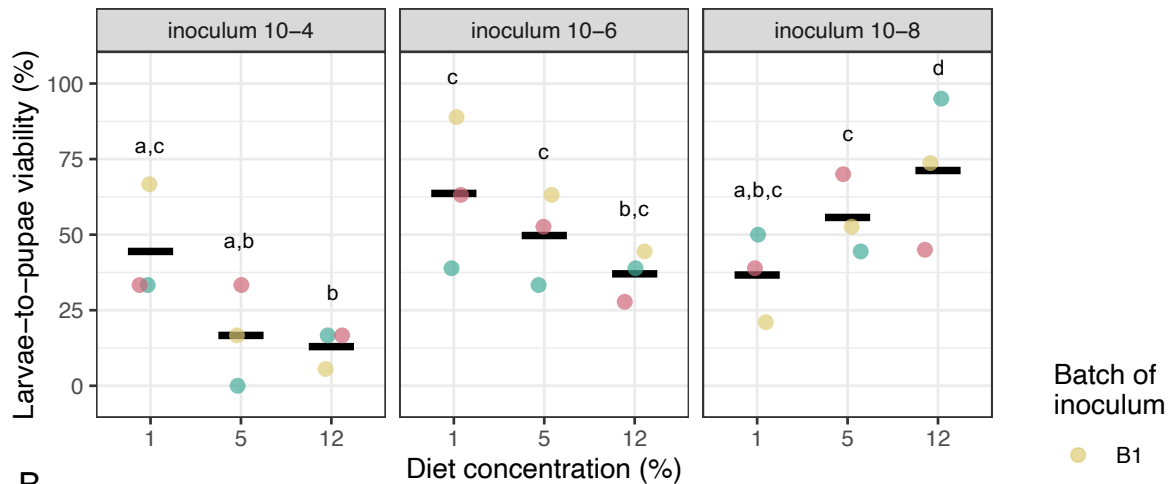 inoculum 10−4
inoculum 10−6
inoculum 10−8
Larvae−to−pupae viability (%)
100
75
50
25
0
a,c
a,b
b
c
c
b,c
a,b,c
c
d
1
5
12
1
5
12
1
5
12
Diet concentration (%)
Batch of
inoculum
B1